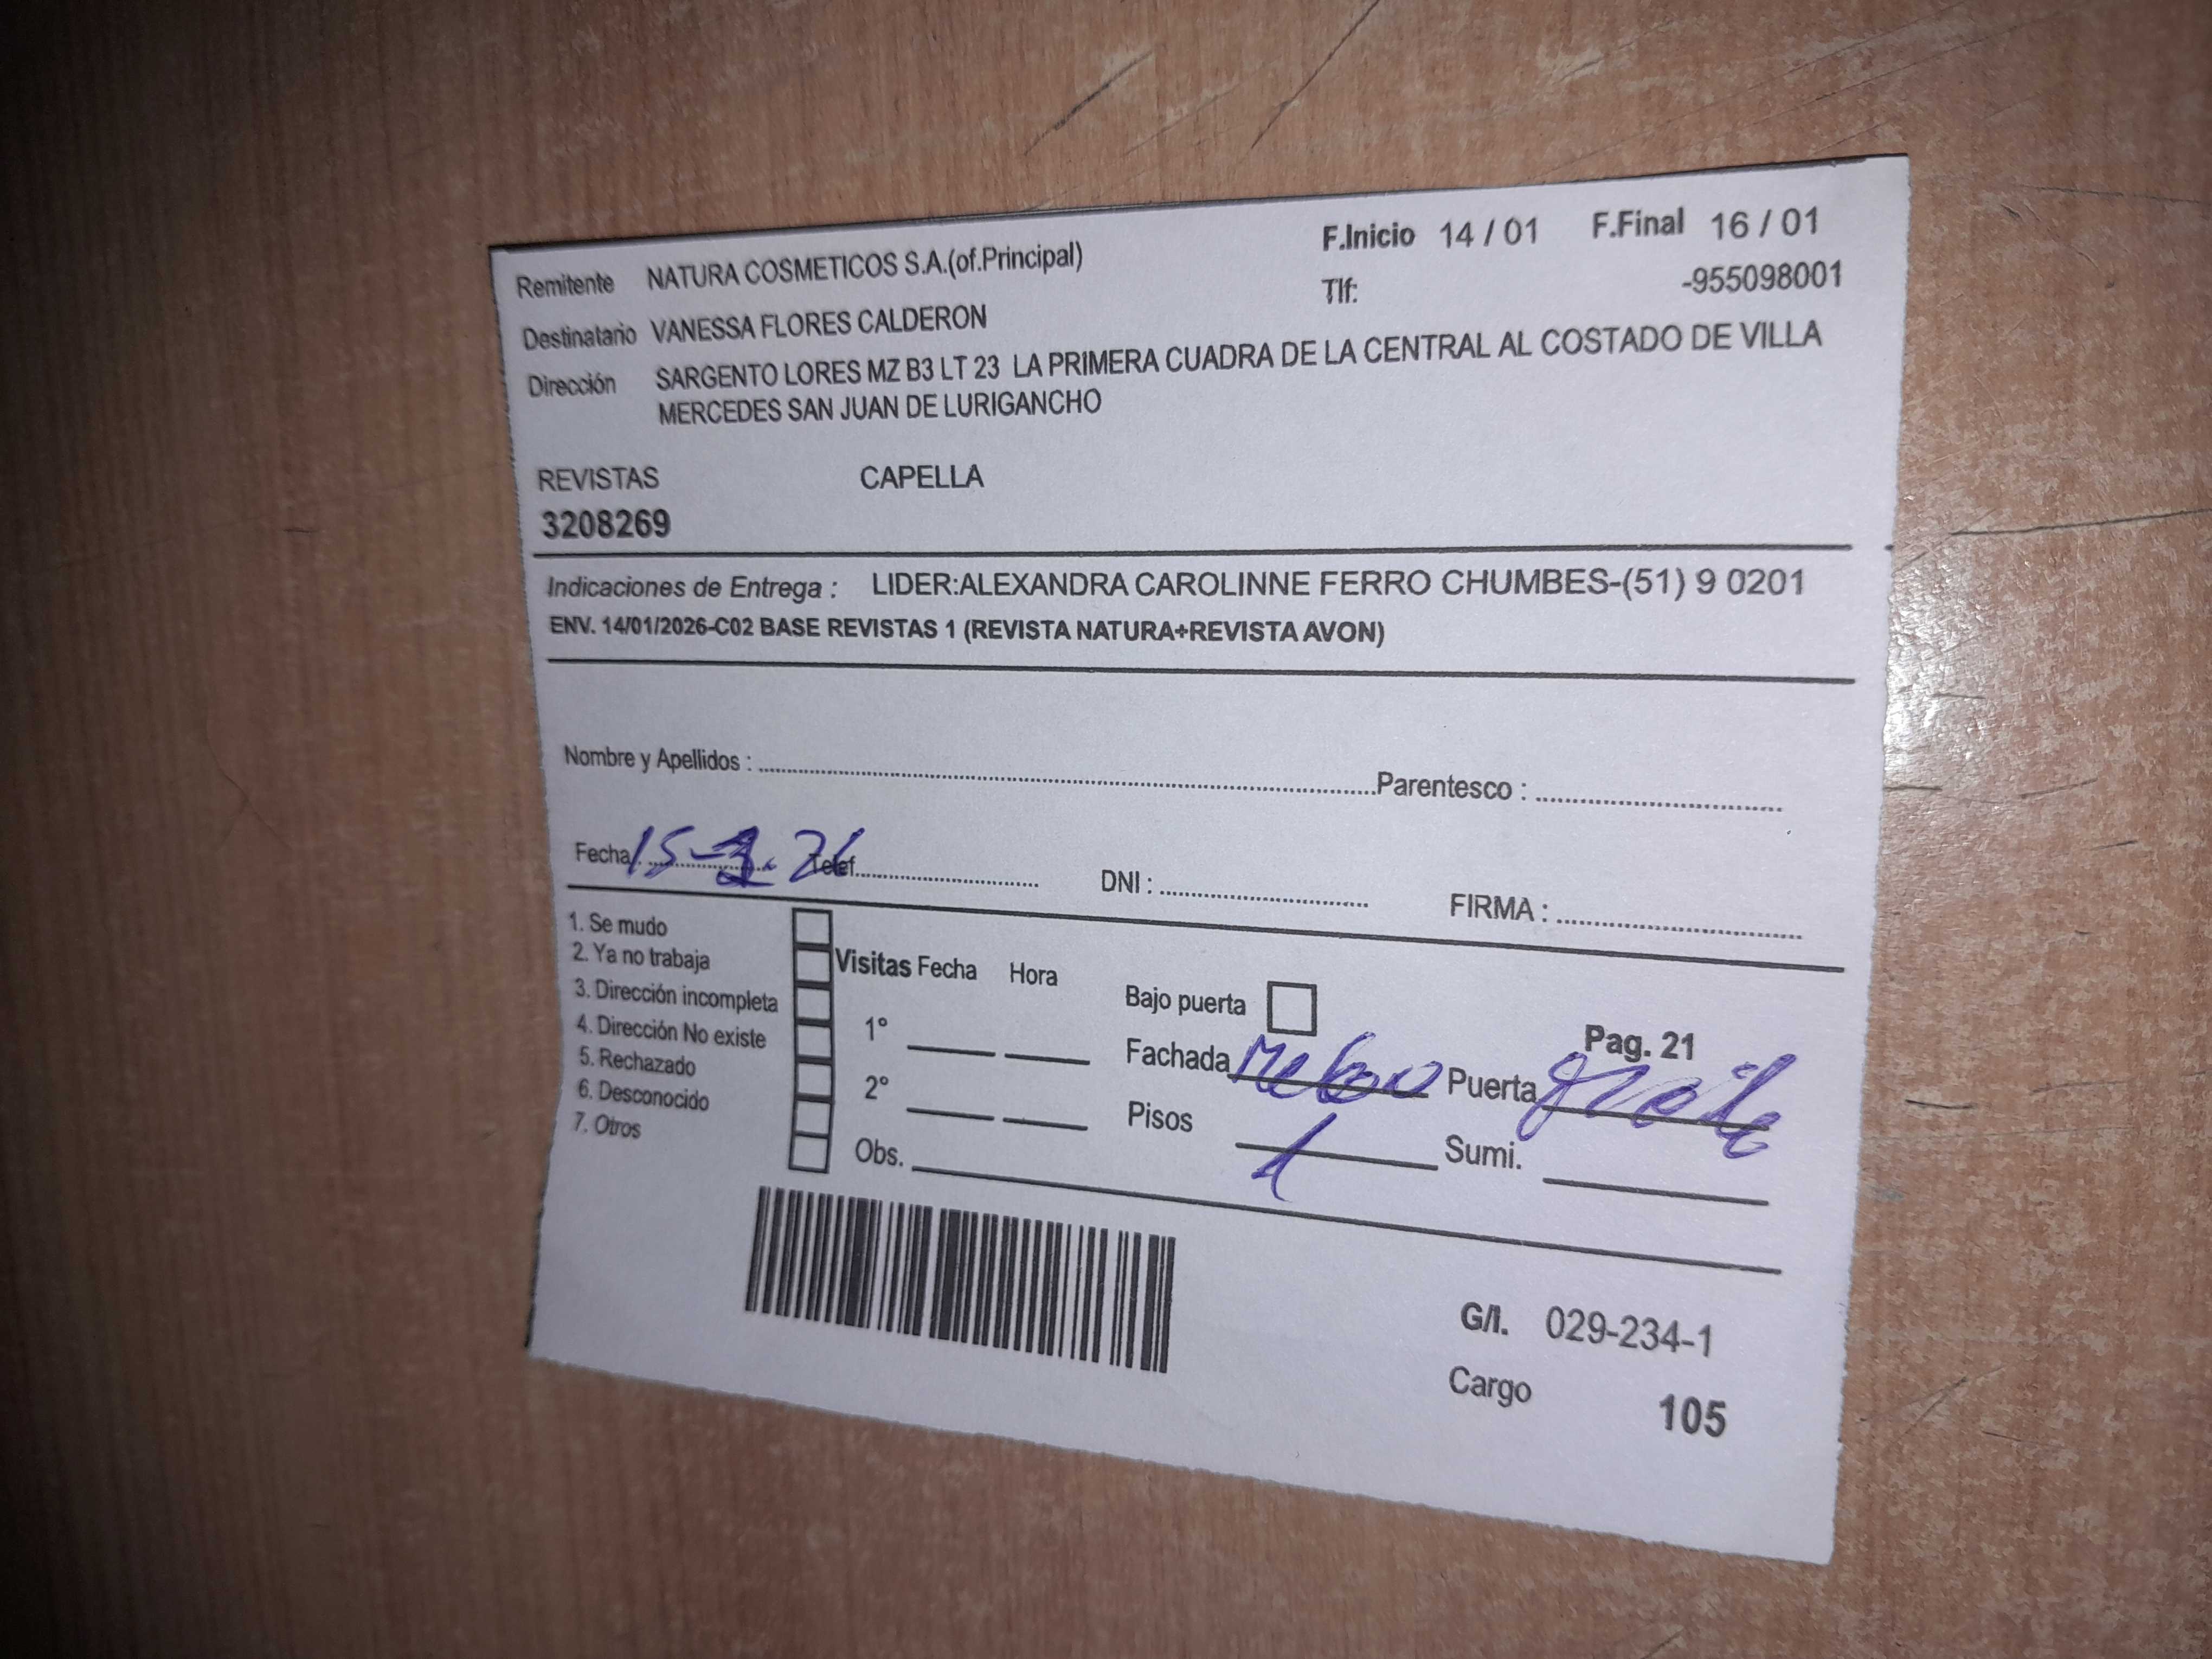 Remitente NATURA COSMETICOS S.A.(of.Principal) F.Inicio 14 / 01 F.Final 16 / 01
Destinatario VANESSA FLORES CALDERON Tlf: -955098001
Dirección SARGENTO LORES MZ B3 LT 23 LA PRIMERA CUADRA DE LA CENTRAL AL COSTADO DE VILLA
MERCEDES SAN JUAN DE LURIGANCHO
REVISTAS CAPELLA
3208269
Indicaciones de Entrega : LIDER:ALEXANDRA CAROLINNE FERRO CHUMBES-(51) 9 0201
ENV. 14/01/2026-C02 BASE REVISTAS 1 (REVISTA NATURA+REVISTA AVON)
Nombre y Apellidos : Parentesco :
Fecha Telef. DNI : FIRMA :
1. Se mudo
2. Ya no trabaja
3. Dirección incompleta
4. Dirección No existe
5. Rechazado
6. Desconocido
7. Otros
Visitas Fecha Hora
1°
2°
Obs.
Bajo puerta
Pag. 21
Fachada Puerta
Pisos 1 Sumi.
G/I. 029-234-1
Cargo 105